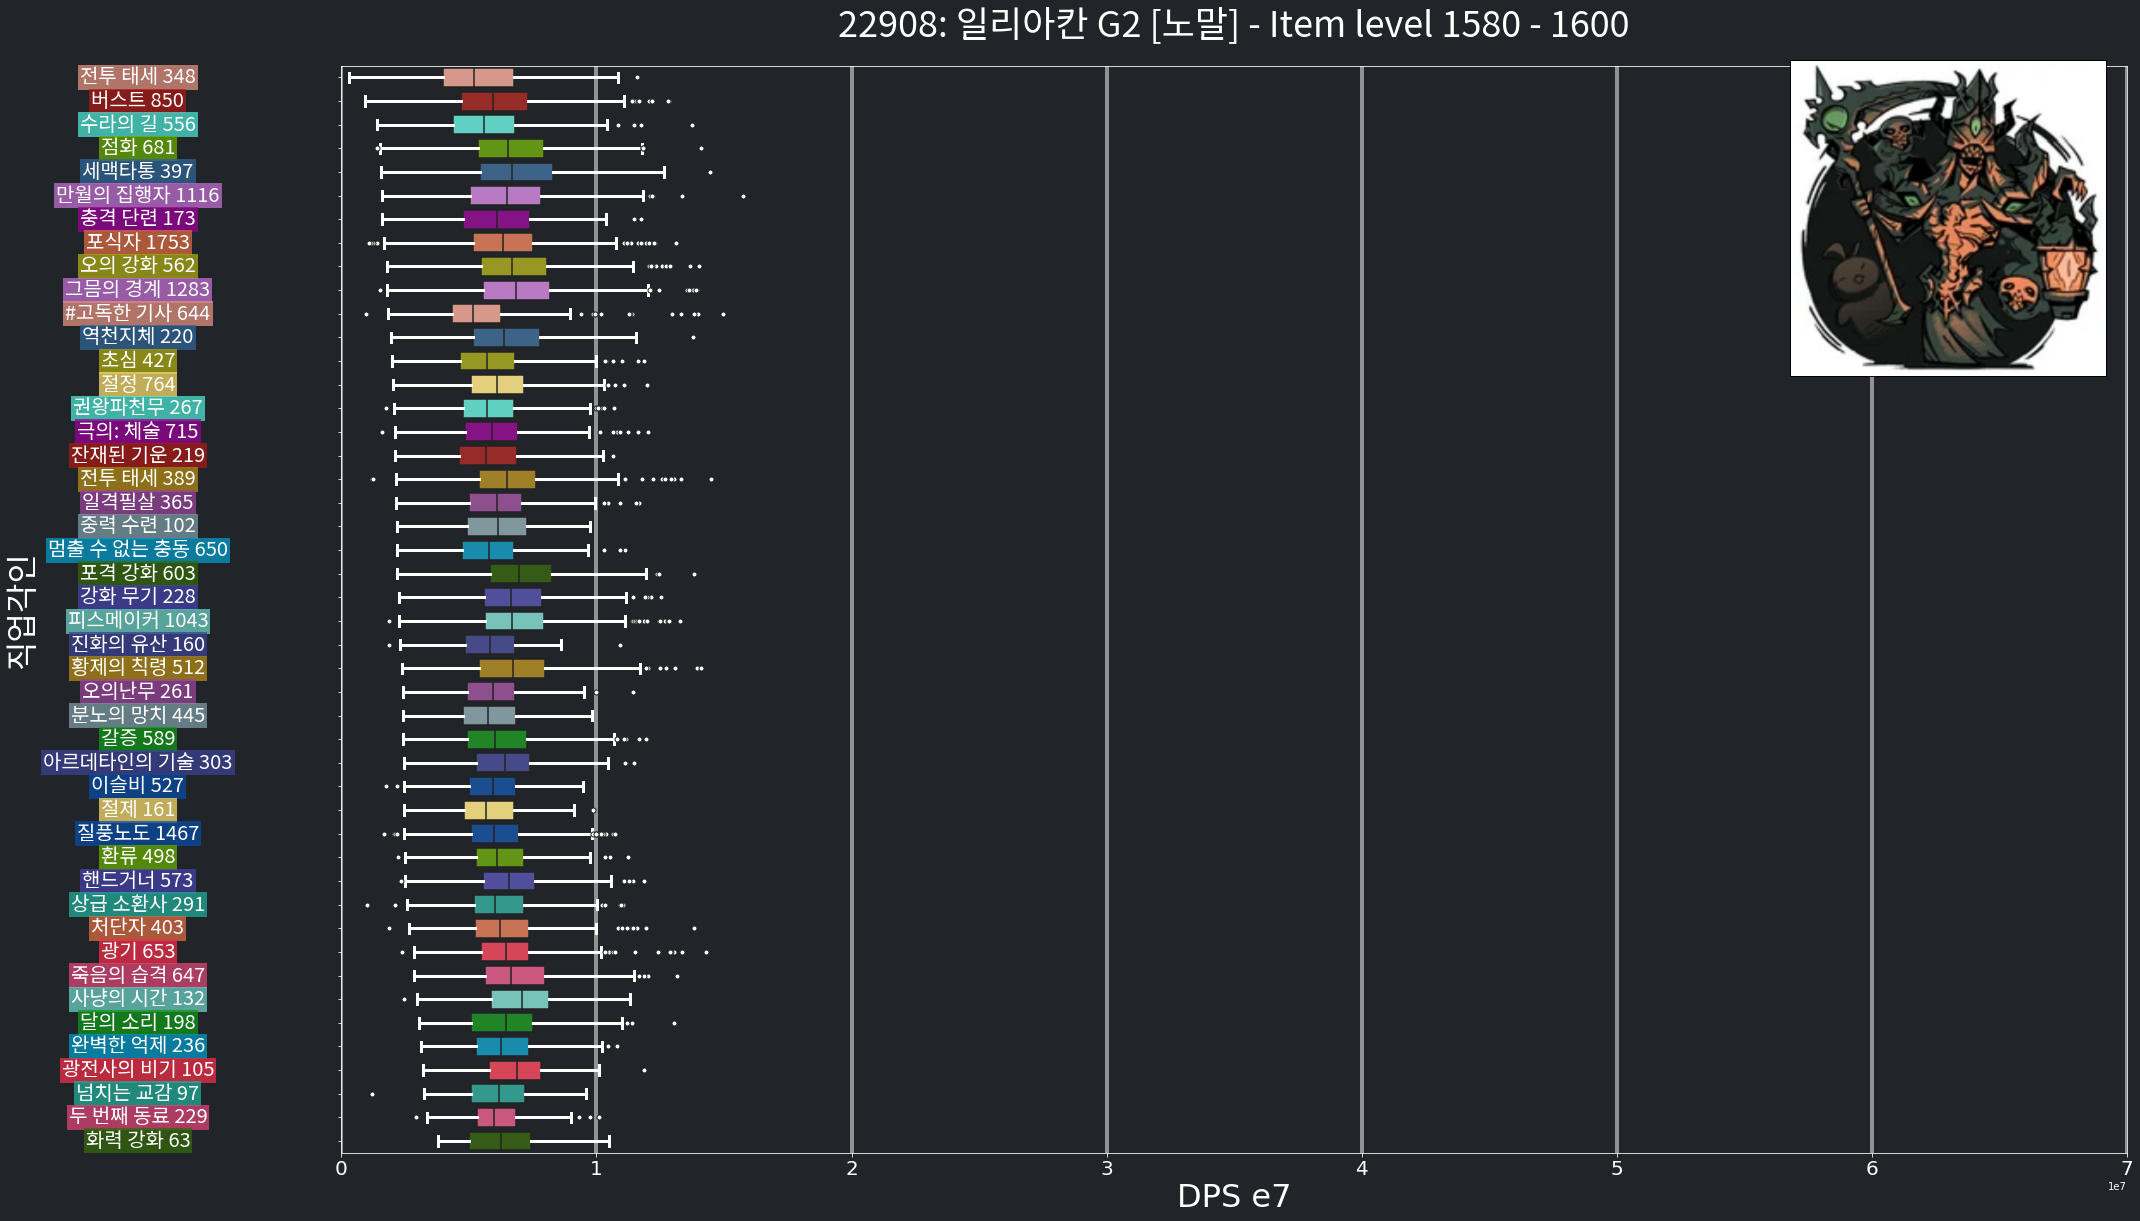 22908: 일리아칸 G2 [노말] - Item level 1580 - 1600
전투 태세 348
버스트 850
수라의 길 556
점화 681
세맥타통 397
만월의 집행자 1116
충격 단련 173
포식자 1753
오의 강화 562
그믐의 경계 1283
#고독한 기사 644
역천지체 220
초심 427
절정 764
권왕파천무 267
극의: 체술 715
잔재된 기운 219
전투 태세 389
일격필살 365
중력 수련 102
멈출 수 없는 충동 650
포격 강화 603
강화 무기 228
피스메이커 1043
진화의 유산 160
황제의 칙령 512
오의난무 261
분노의 망치 445
갈증 589
아르데타인의 기술 303
이슬비 527
절제 161
질풍노도 1467
환류 498
핸드거너 573
상급 소환사 291
처단자 403
광기 653
죽음의 습격 647
사냥의 시간 132
달의 소리 198
완벽한 억제 236
광전사의 비기 105
넘치는 교감 97
두 번째 동료 229
화력 강화 63
직업각인
0 1 2 3 4 5 6 7
1e7
DPS e7